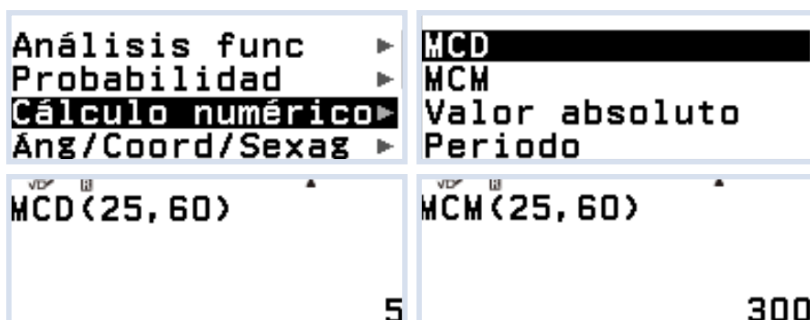 Análisis func
Probabilidad
Cálculo numérico
Áng/Coord/Sexag
MCD
MCM
Valor absoluto
Periodo
MCD(25,60)
5
MCM(25,60)
300